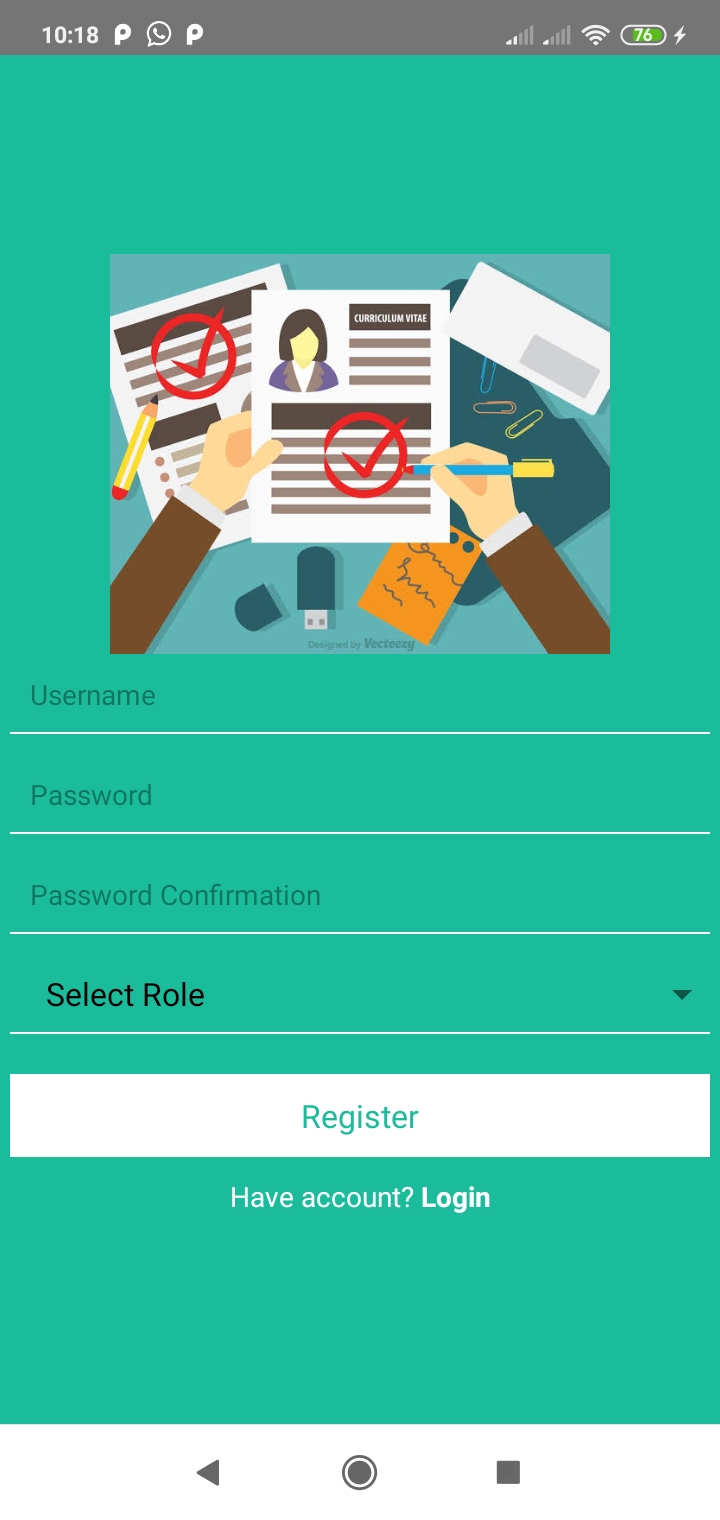 10:18
76
CURRICULUM VITAE
Designed by Vecteezy
Username
Password
Password Confirmation
Select Role
Register
Have account? Login